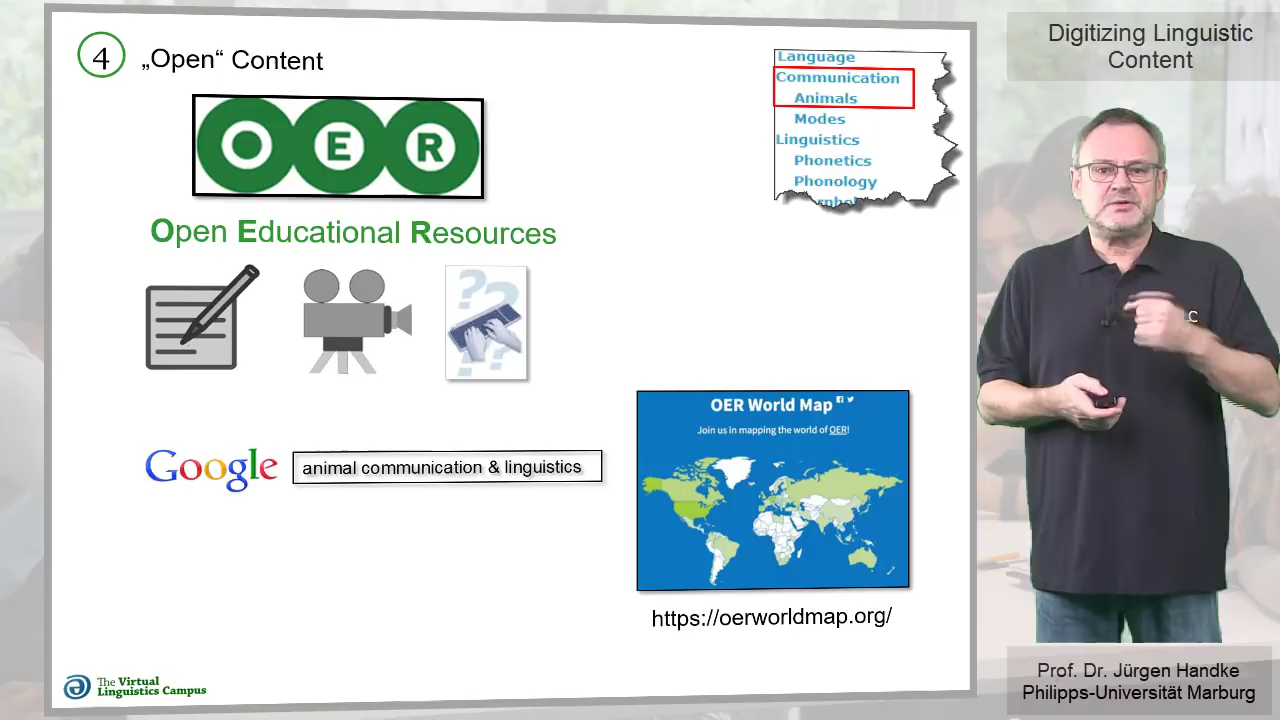 4 „Open“ Content
Language
Communication
Animals
Modes
Linguistics
Phonetics
Phonology
OER
Open Educational Resources
Google animal communication & linguistics
OER World Map
Join us in mapping the world of OER!
https://oerworldmap.org/
The Virtual
Linguistics Campus
Digitizing Linguistic
Content
C
Prof. Dr. Jürgen Handke
Philipps-Universität Marburg